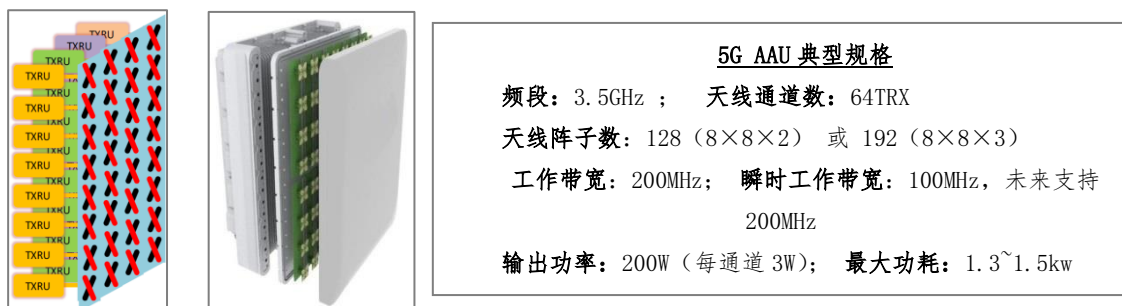 TXRU
TXRU
TXRU
TXRU
TXRU
TXRU
TXRU
TXRU
TXRU
TXRU
TXRU
5G AAU 典型规格
频段：3.5GHz ； 天线通道数：64TRX
天线阵子数：128（8×8×2） 或 192（8×8×3）
工作带宽：200MHz； 瞬时工作带宽：100MHz，未来支持
200MHz
输出功率：200W（每通道 3W）； 最大功耗：1.3~1.5kw